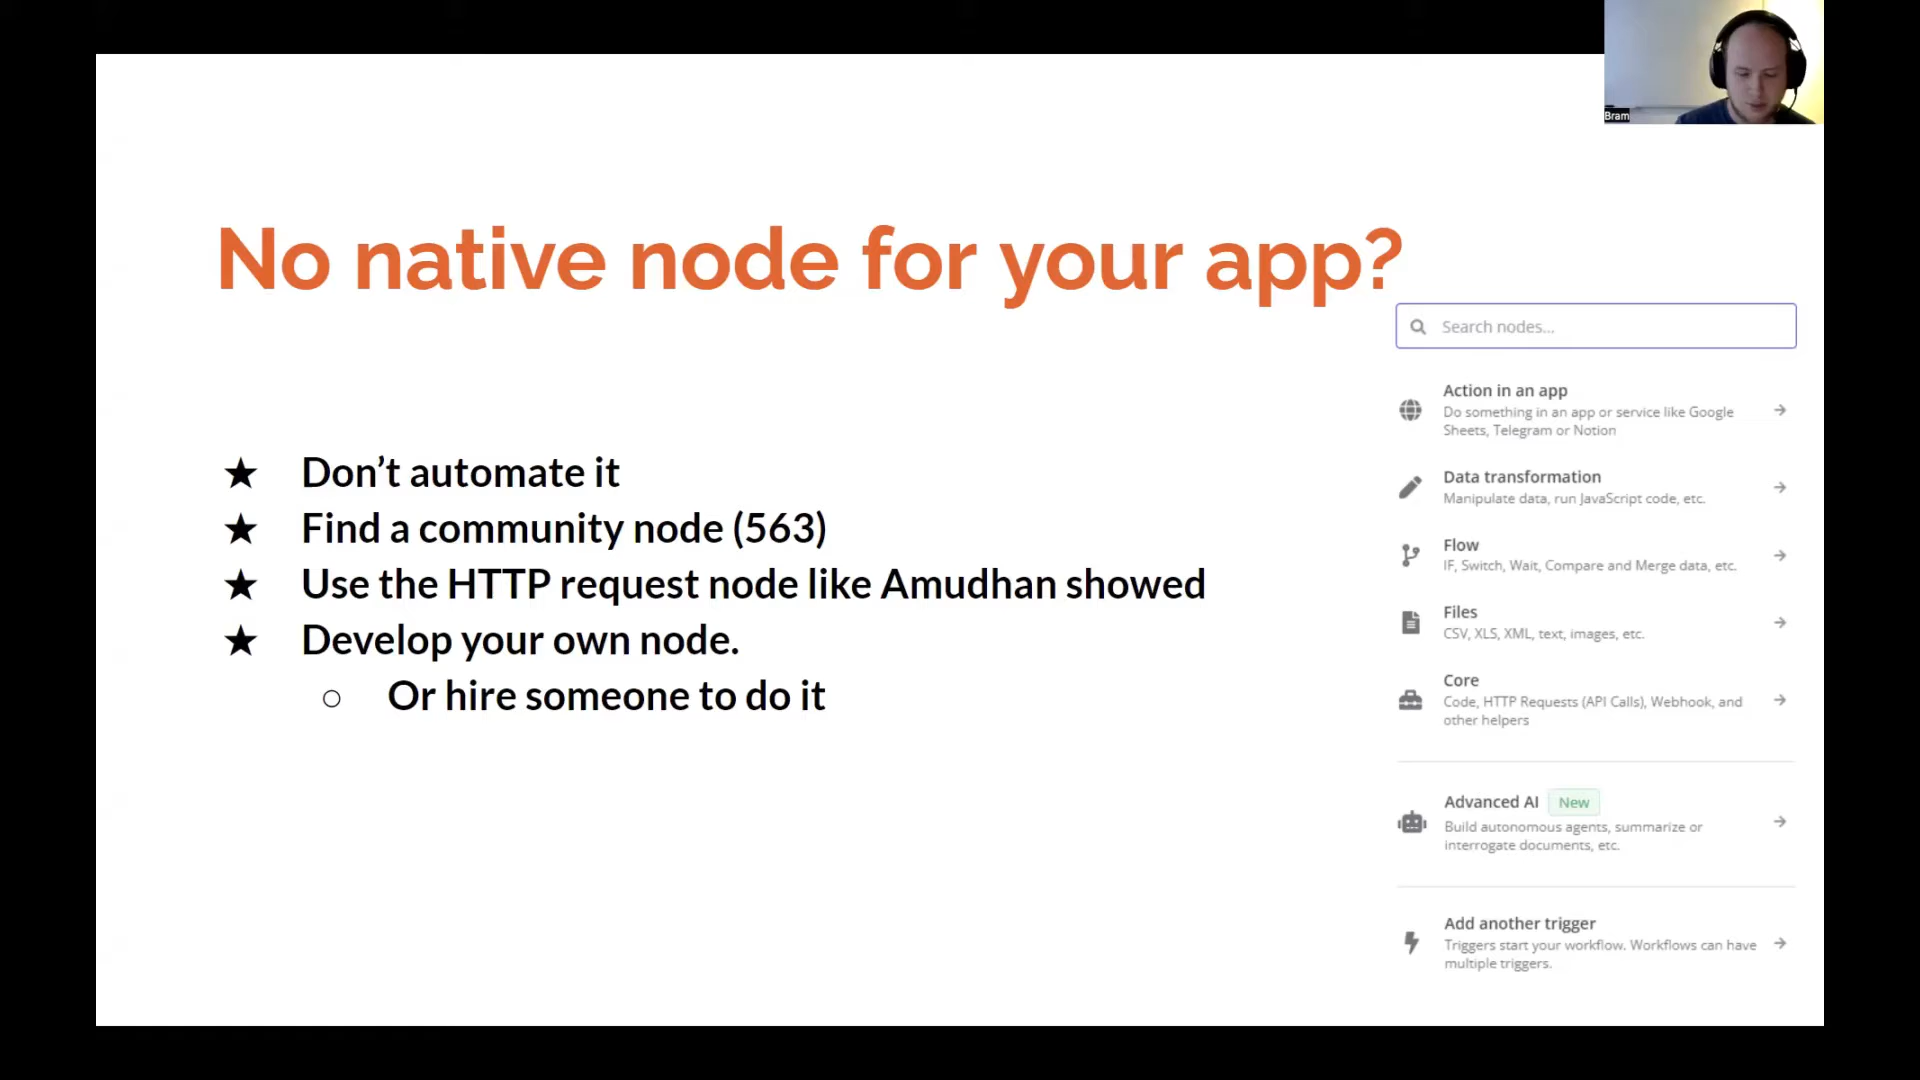 Bram
No native node for your app?
★ Don’t automate it
★ Find a community node (563)
★ Use the HTTP request node like Amudhan showed
★ Develop your own node.
○ Or hire someone to do it
Search nodes...
Action in an app
Do something in an app or service like Google
Sheets, Telegram or Notion
Data transformation
Manipulate data, run JavaScript code, etc.
Flow
IF, Switch, Wait, Compare and Merge data, etc.
Files
CSV, XLS, XML, text, images, etc.
Core
Code, HTTP Requests (API Calls), Webhook, and
other helpers
Advanced AI New
Build autonomous agents, summarize or
interrogate documents, etc.
Add another trigger
Triggers start your workflow. Workflows can have
multiple triggers.